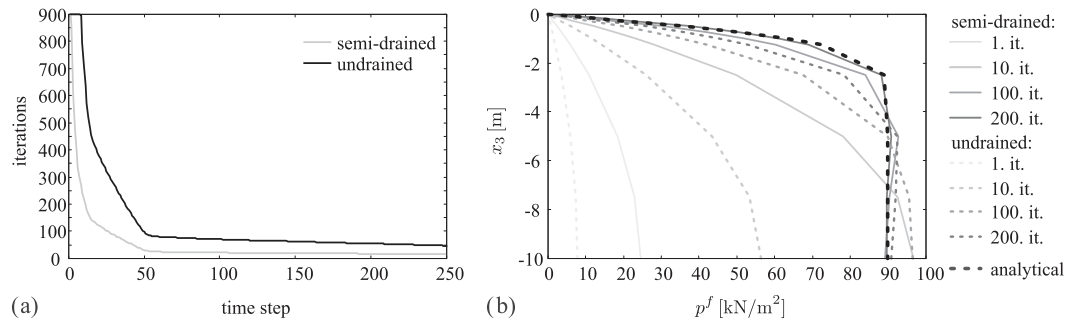 900
800
700
600
500
400
300
200
100
0
iterations
semi-drained
undrained
0 50 100 150 200 250
(a) time step
0
-2
-4
-6
-8
-10
x₃ [m]
0 10 20 30 40 50 60 70 80 90 100
(b) pᶠ [kN/m²]
semi-drained:
1. it.
10. it.
100. it.
200. it.
undrained:
1. it.
10. it.
100. it.
200. it.
analytical